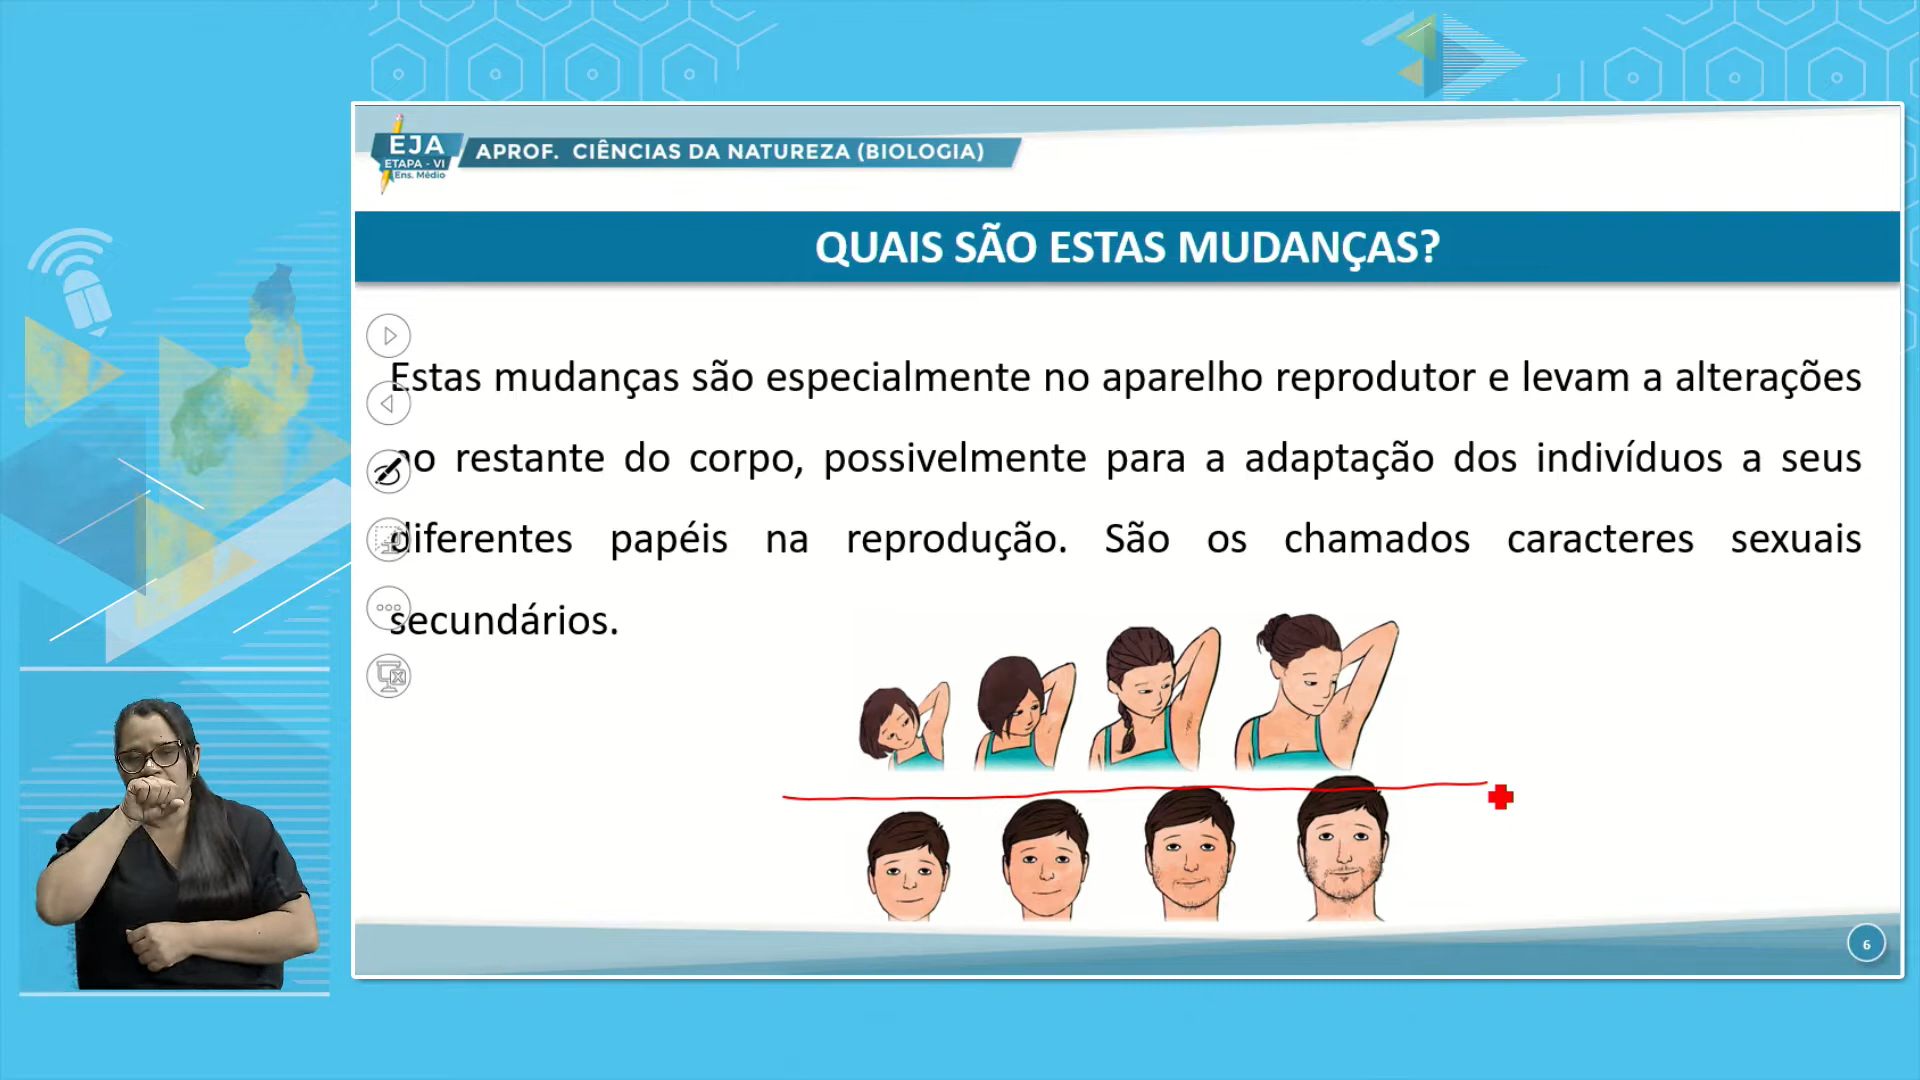 EJA
ETAPA - VI
Ens. Médio
APROF. CIÊNCIAS DA NATUREZA (BIOLOGIA)
QUAIS SÃO ESTAS MUDANÇAS?
Estas mudanças são especialmente no aparelho reprodutor e levam a alterações
no restante do corpo, possivelmente para a adaptação dos indivíduos a seus
diferentes papéis na reprodução. São os chamados caracteres sexuais
secundários.
6